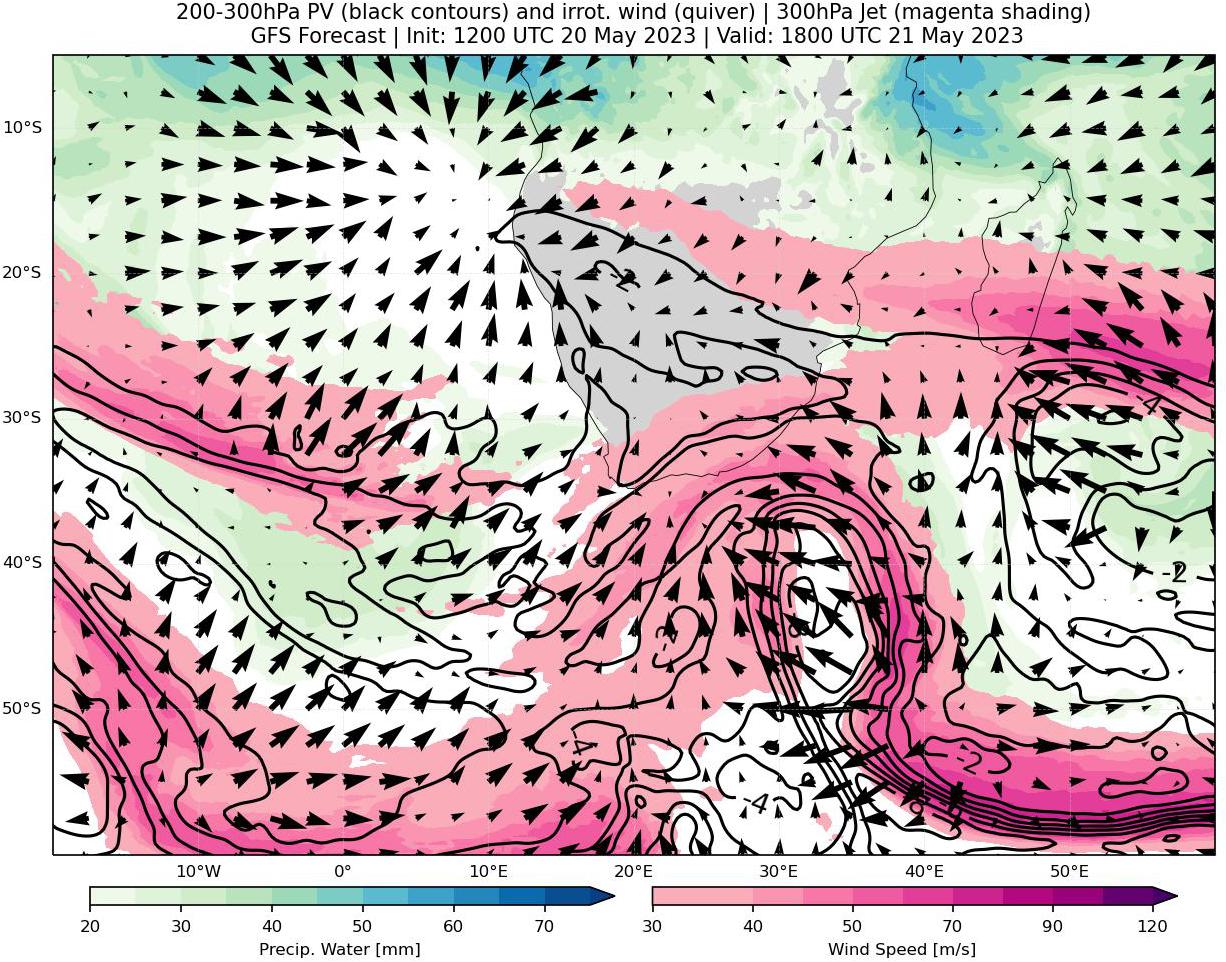 200-300hPa PV (black contours) and irrot. wind (quiver) | 300hPa Jet (magenta shading)
GFS Forecast | Init: 1200 UTC 20 May 2023 | Valid: 1800 UTC 21 May 2023
10°S
20°S
30°S
40°S
50°S
-2
-4
-2
-4
-2
-4
10°W 0° 10°E 20°E 30°E 40°E 50°E
20 30 40 50 60 70
30 40 50 70 90 120
Precip. Water [mm]
Wind Speed [m/s]